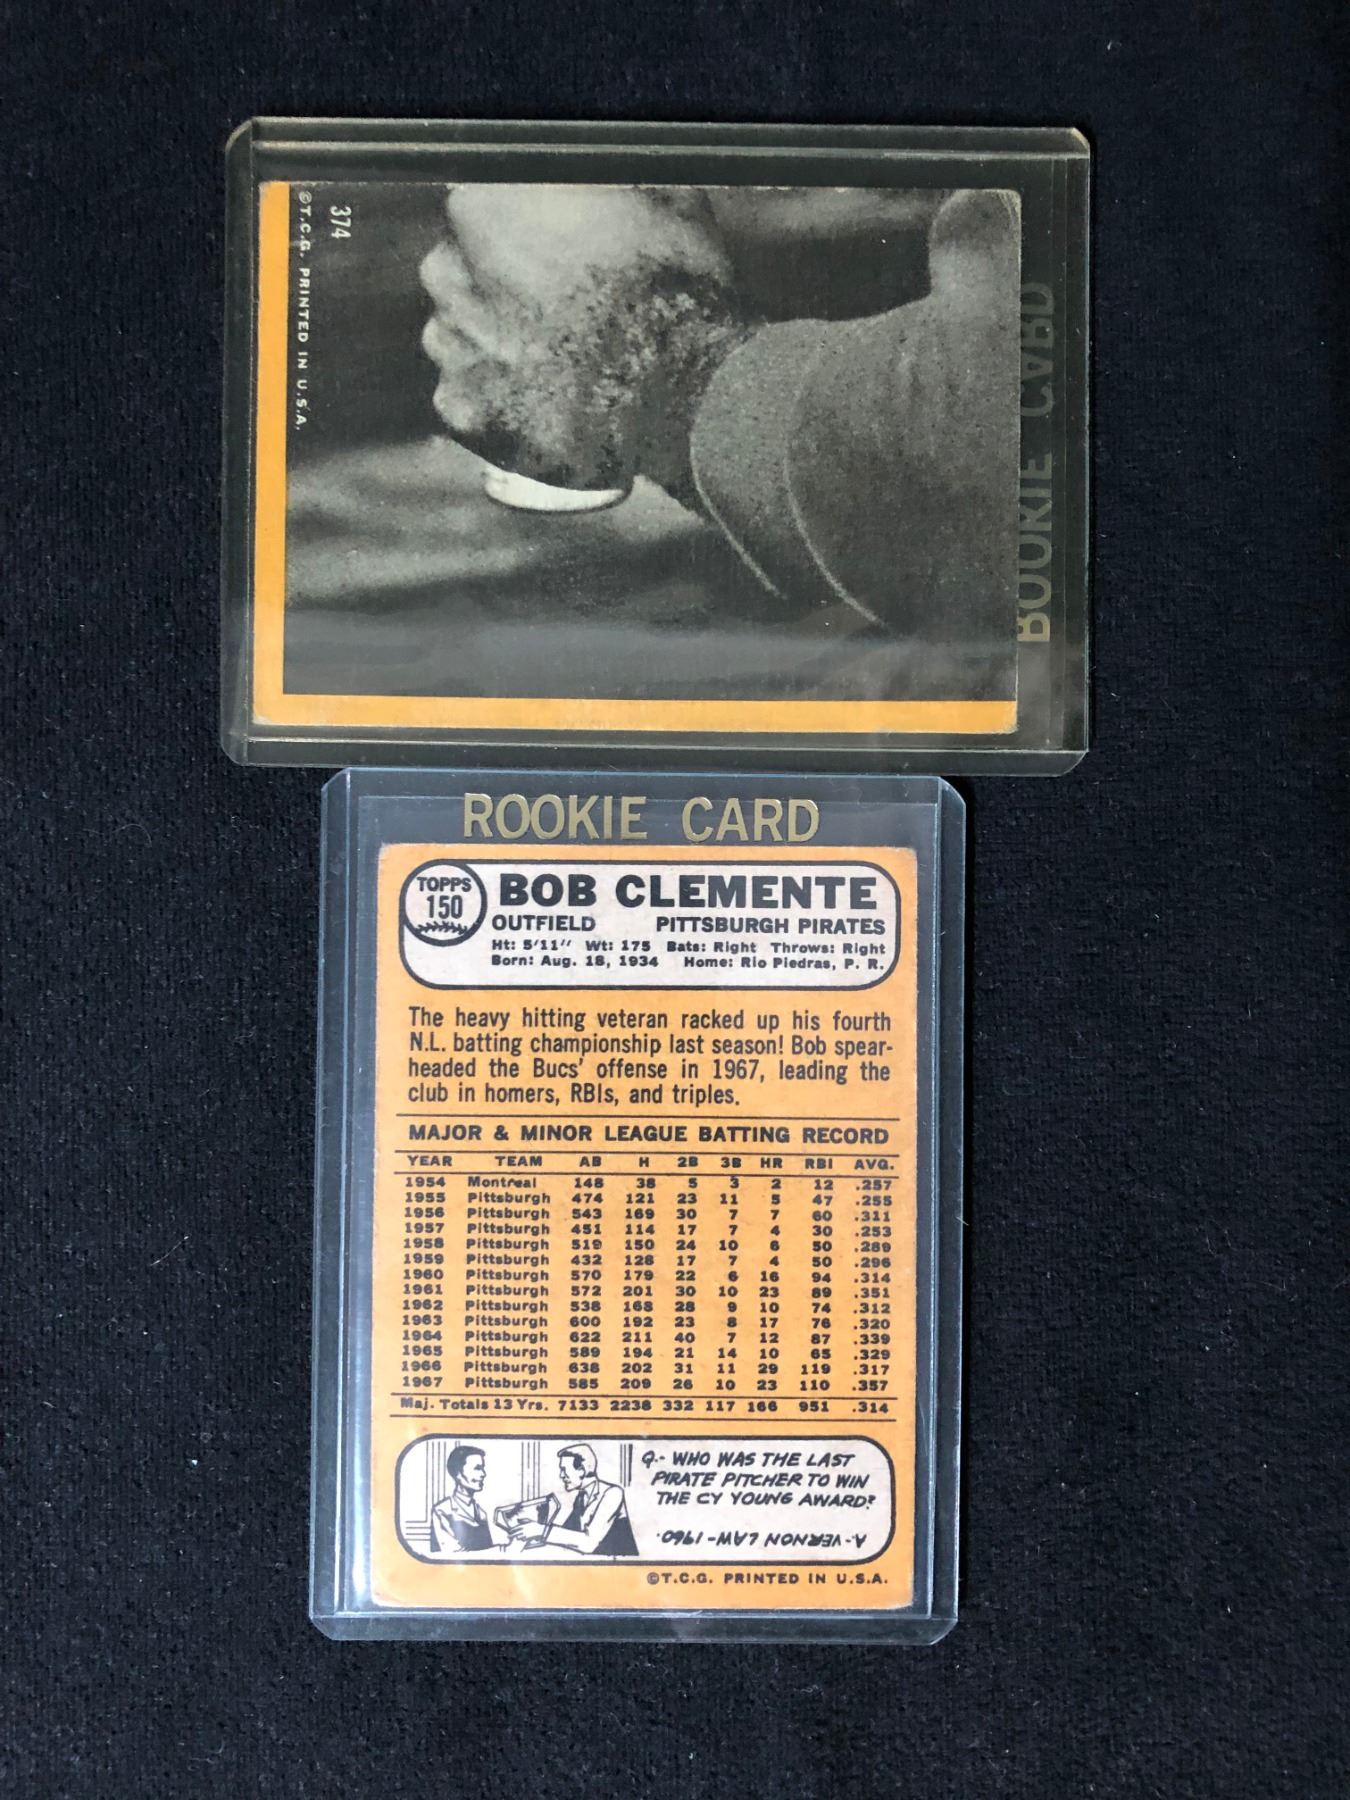 374
©T.C.G. PRINTED IN U.S.A.
ROOKIE CARD
ROOKIE CARD
TOPPS
150
BOB CLEMENTE
OUTFIELD PITTSBURGH PIRATES
Ht: 5'11" Wt: 175 Bats: Right Throws: Right
Born: Aug. 18, 1934 Home: Rio Piedras, P. R.
The heavy hitting veteran racked up his fourth
N.L. batting championship last season! Bob spear-
headed the Bucs' offense in 1967, leading the
club in homers, RBIs, and triples.
MAJOR & MINOR LEAGUE BATTING RECORD
YEAR TEAM AB H 2B 3B HR RBI AVG.
1954 Montreal 148 38 5 3 2 12 .257
1955 Pittsburgh 474 121 23 11 5 47 .255
1956 Pittsburgh 543 169 30 7 7 60 .311
1957 Pittsburgh 451 114 17 7 4 30 .253
1958 Pittsburgh 519 150 24 10 6 50 .289
1959 Pittsburgh 432 128 17 7 4 50 .296
1960 Pittsburgh 570 179 22 6 16 94 .314
1961 Pittsburgh 572 201 30 10 23 89 .351
1962 Pittsburgh 538 168 28 9 10 74 .312
1963 Pittsburgh 600 192 23 8 17 76 .320
1964 Pittsburgh 622 211 40 7 12 87 .339
1965 Pittsburgh 589 194 21 14 10 65 .329
1966 Pittsburgh 638 202 31 11 29 119 .317
1967 Pittsburgh 585 209 26 10 23 110 .357
Maj. Totals 13 Yrs. 7133 2238 332 117 166 951 .314
Q.- WHO WAS THE LAST
PIRATE PITCHER TO WIN
THE CY YOUNG AWARD?
A.-VERNON LAW-1960.
©T.C.G. PRINTED IN U.S.A.